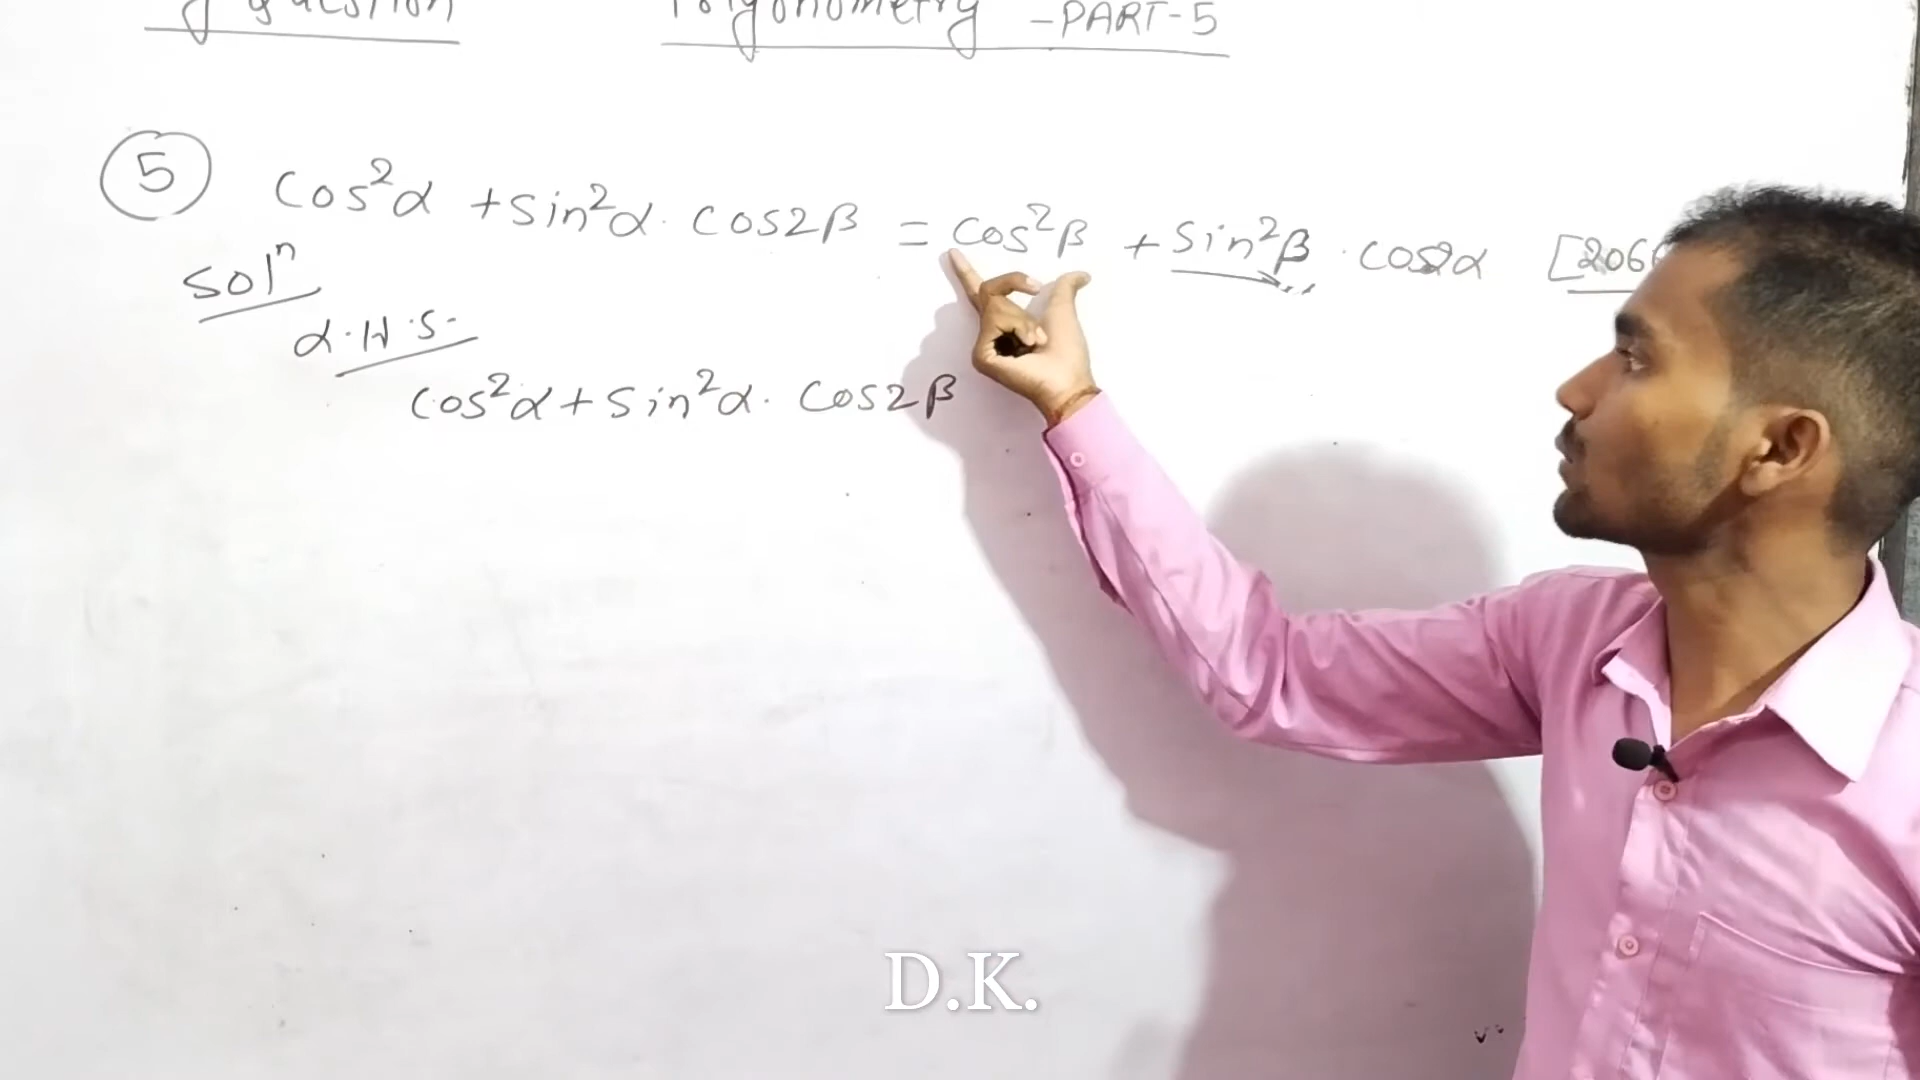 question Trigonometry - PART-5
5 Cos²α + Sin²α · Cos2β = Cos²β + Sin²β · Cos2α [206
Solⁿ
L.H.S.
Cos²α + Sin²α · Cos2β
D.K.